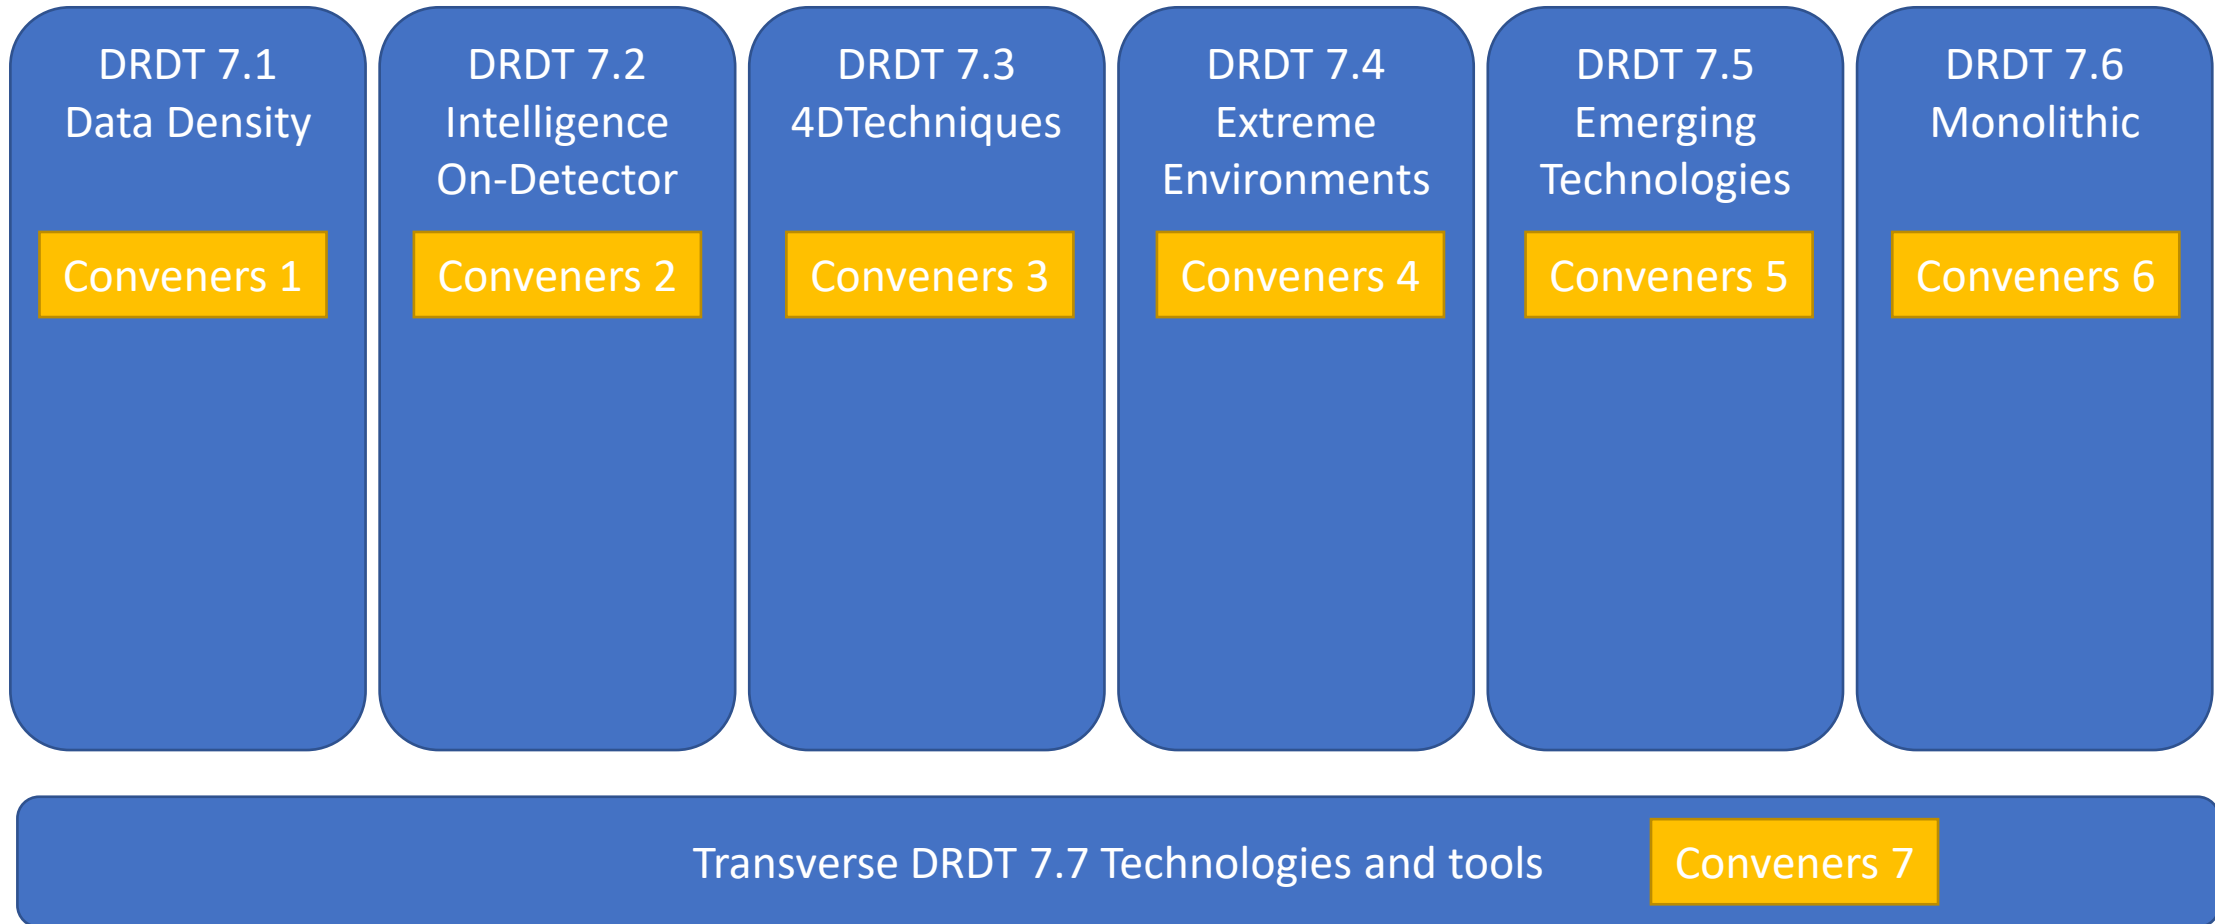 DRDT 7.1
Data Density
Conveners 1
DRDT 7.2
Intelligence
On-Detector
Conveners 2
DRDT 7.3
4DTechniques
Conveners 3
DRDT 7.4
Extreme
Environments
Conveners 4
DRDT 7.5
Emerging
Technologies
Conveners 5
DRDT 7.6
Monolithic
Conveners 6
Transverse DRDT 7.7 Technologies and tools
Conveners 7